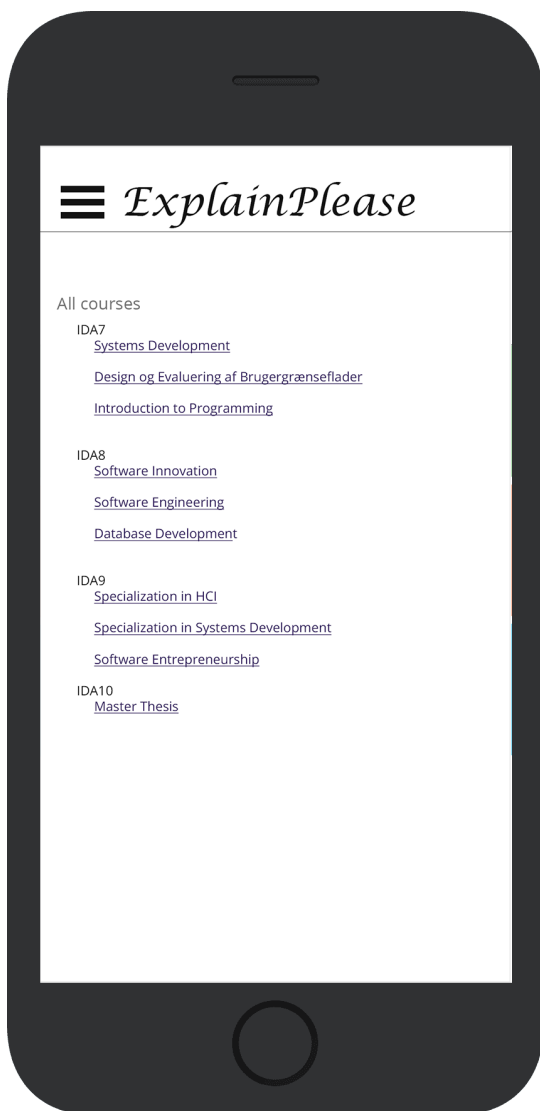 ExplainPlease
All courses
IDA7
Systems Development
Design og Evaluering af Brugergrænseflader
Introduction to Programming
IDA8
Software Innovation
Software Engineering
Database Development
IDA9
Specialization in HCI
Specialization in Systems Development
Software Entrepreneurship
IDA10
Master Thesis